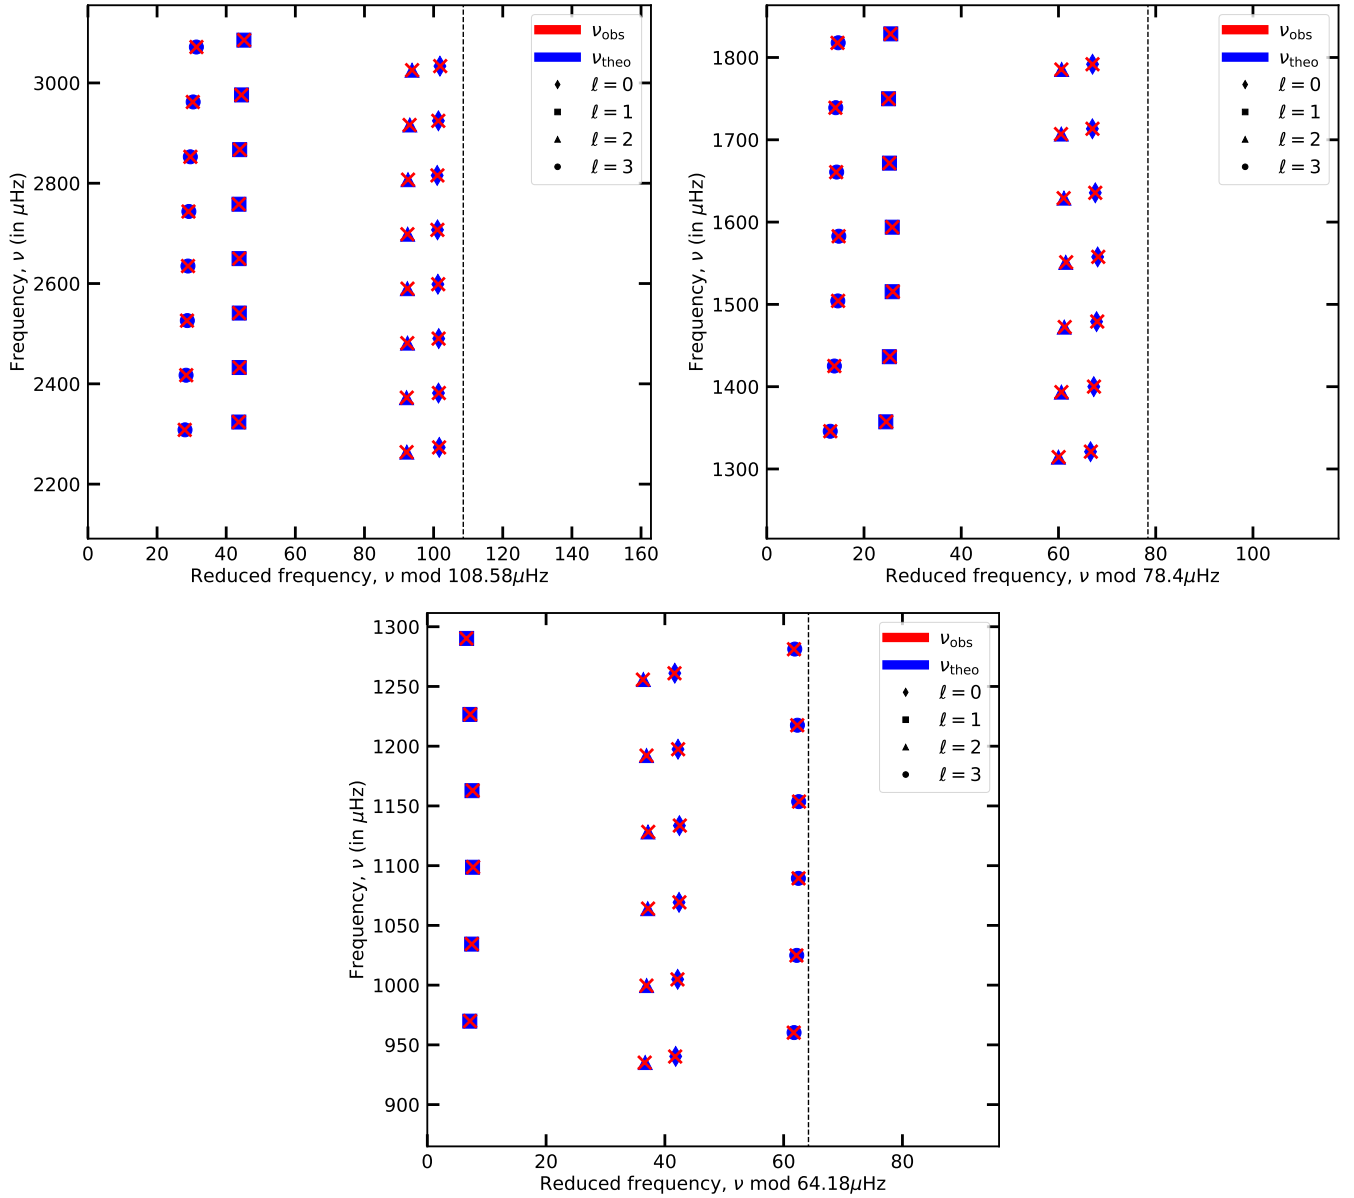 3000
2800
2600
2400
2200
0 20 40 60 80 100 120 140 160
Frequency, ν (in μHz)
Reduced frequency, ν mod 108.58μHz
ν_obs
ν_theo
ℓ = 0
ℓ = 1
ℓ = 2
ℓ = 3
1800
1700
1600
1500
1400
1300
0 20 40 60 80 100
Frequency, ν (in μHz)
Reduced frequency, ν mod 78.4μHz
ν_obs
ν_theo
ℓ = 0
ℓ = 1
ℓ = 2
ℓ = 3
1300
1250
1200
1150
1100
1050
1000
950
900
0 20 40 60 80
Frequency, ν (in μHz)
Reduced frequency, ν mod 64.18μHz
ν_obs
ν_theo
ℓ = 0
ℓ = 1
ℓ = 2
ℓ = 3